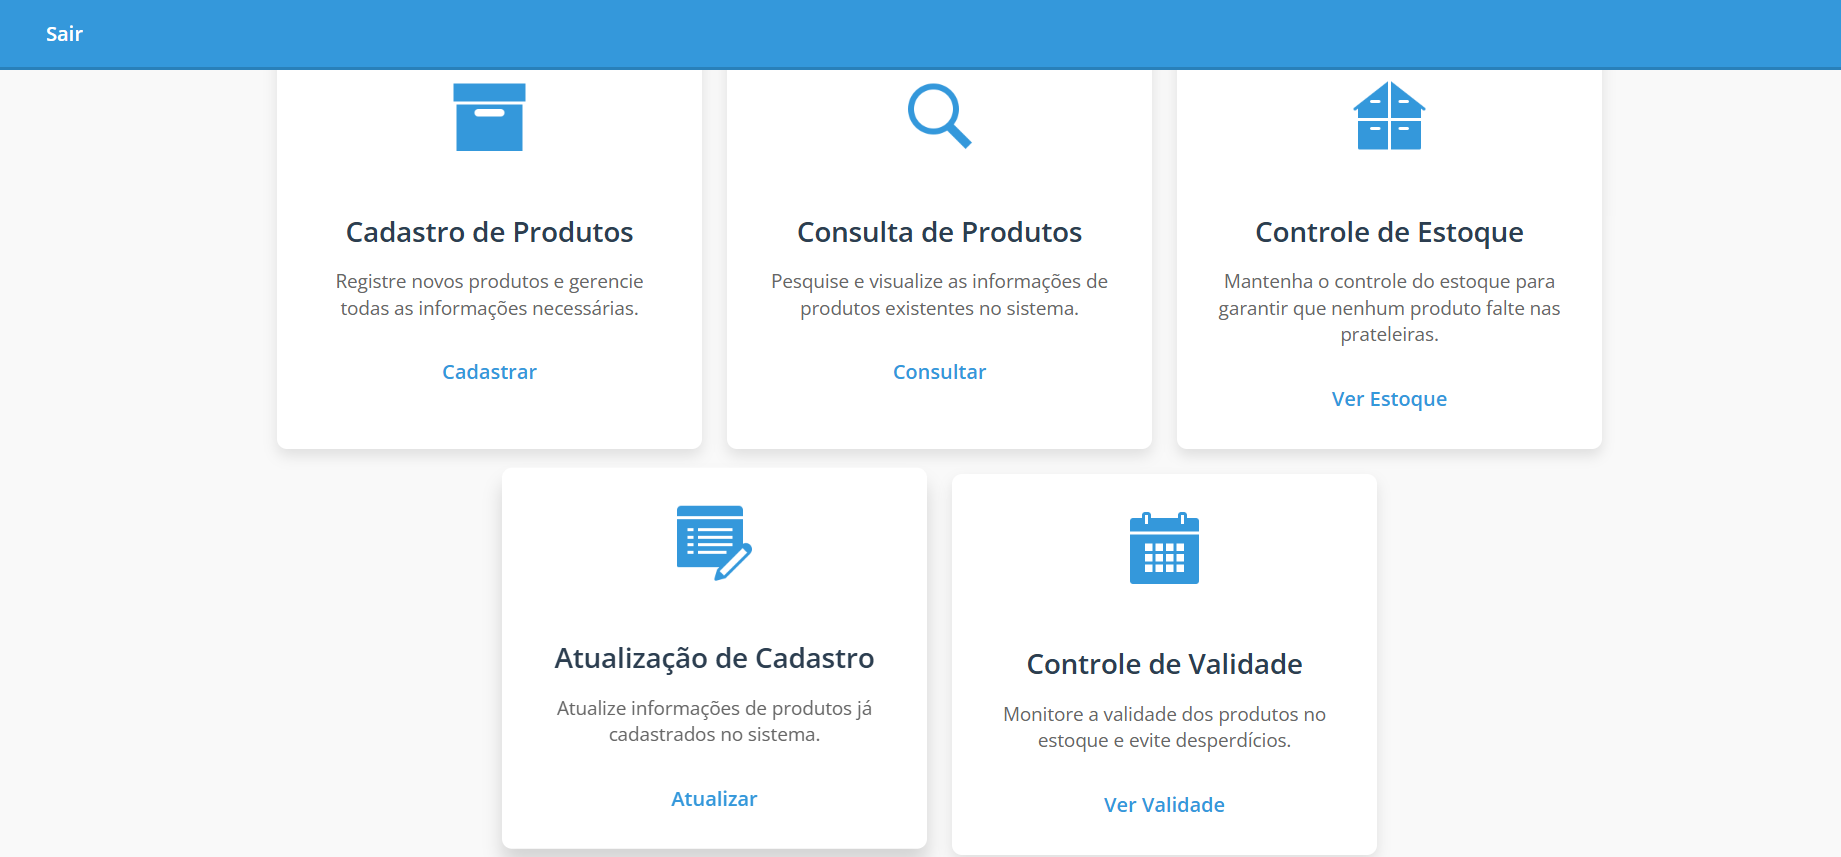 Sair
Cadastro de Produtos
Registre novos produtos e gerencie
todas as informações necessárias.
Cadastrar
Consulta de Produtos
Pesquise e visualize as informações de
produtos existentes no sistema.
Consultar
Controle de Estoque
Mantenha o controle do estoque para
garantir que nenhum produto falte nas
prateleiras.
Ver Estoque
Atualização de Cadastro
Atualize informações de produtos já
cadastrados no sistema.
Atualizar
Controle de Validade
Monitore a validade dos produtos no
estoque e evite desperdícios.
Ver Validade